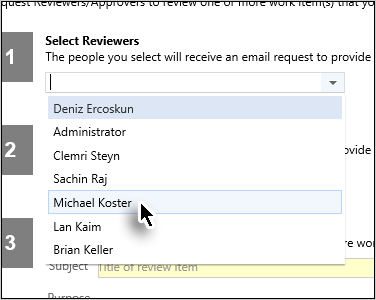 quest Reviewers/Approvers to review one or more work item(s) that yo
1
Select Reviewers
The people you select will receive an email request to provide
Deniz Ercoskun
Administrator
Clemri Steyn
Sachin Raj
Michael Koster
Lan Kaim
Brian Keller
2
provide
3
re wor
Subject
Title of review item
Purpose